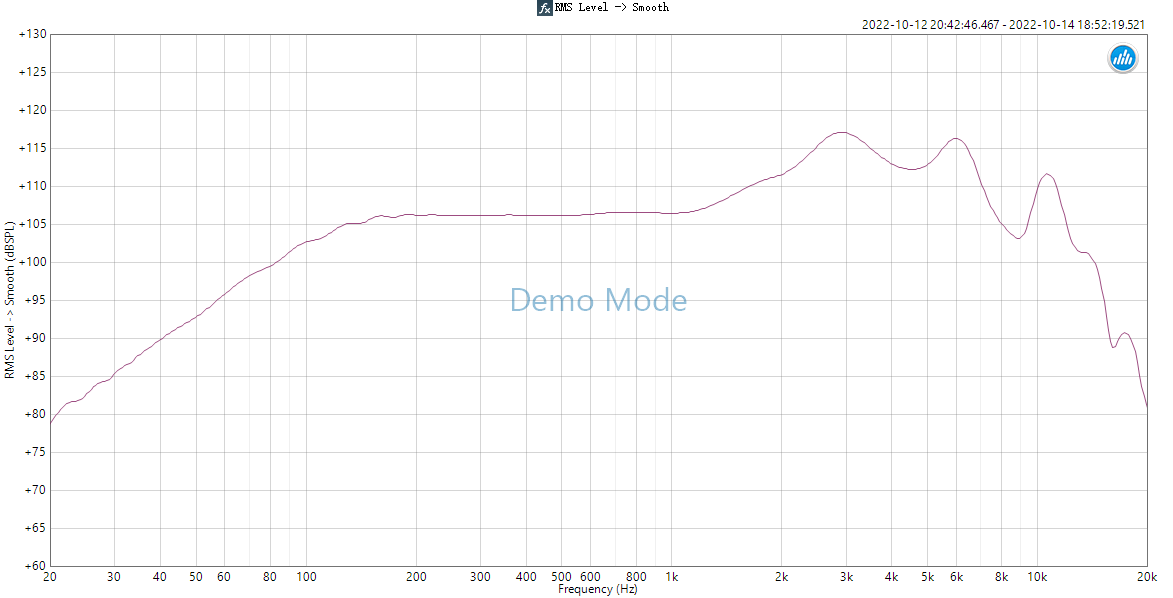 fx RMS Level -> Smooth
2022-10-12 20:42:46.467 - 2022-10-14 18:52:19.521
+130
+125
+120
+115
+110
+105
+100
+95
+90
+85
+80
+75
+70
+65
+60
RMS Level -> Smooth (dBSPL)
Demo Mode
20 30 40 50 60 80 100 200 300 400 500 600 800 1k 2k 3k 4k 5k 6k 8k 10k 20k
Frequency (Hz)